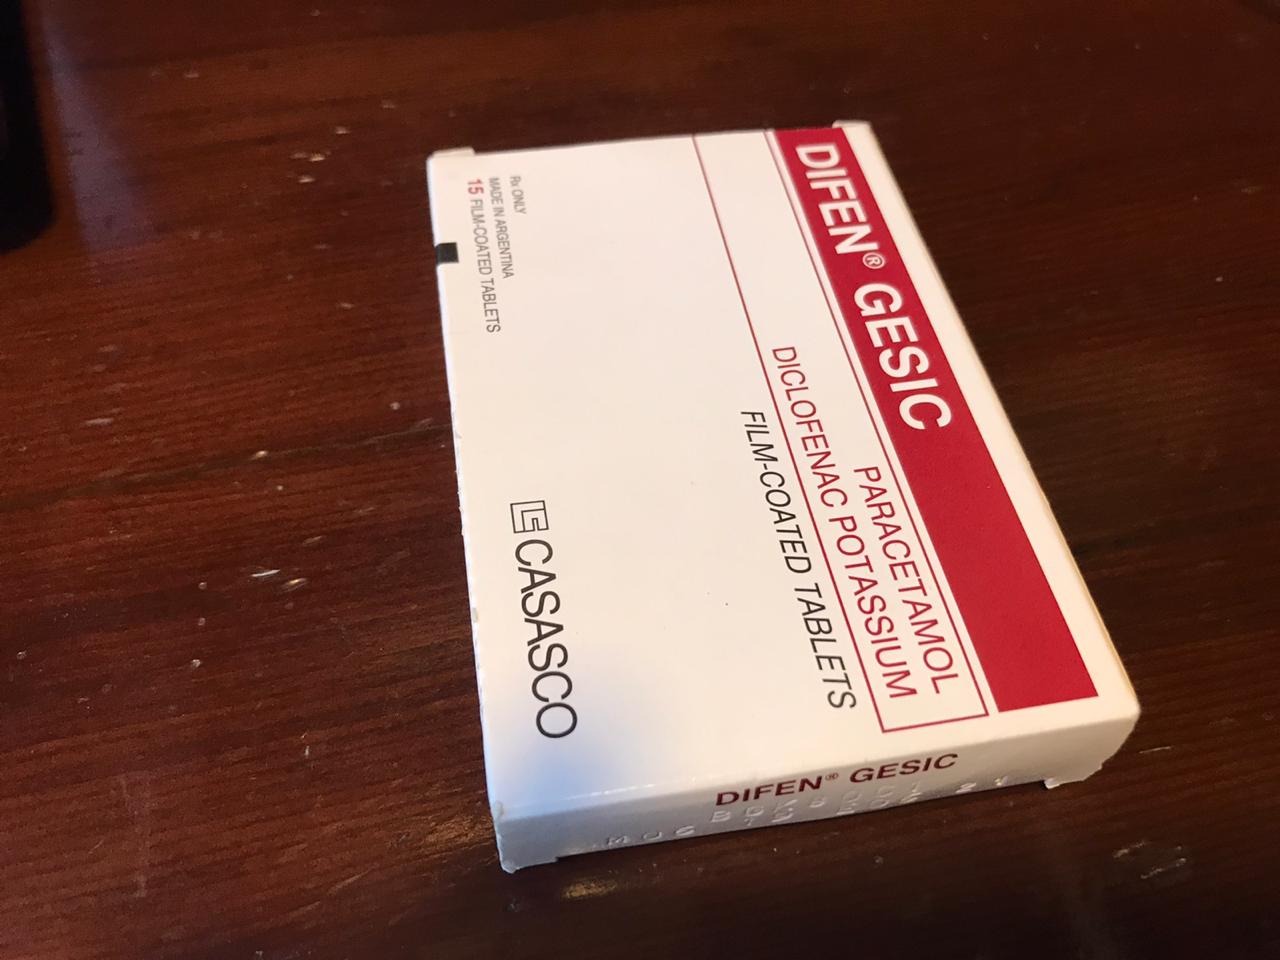 DIFEN® GESIC
PARACETAMOL
DICLOFENAC POTASSIUM
FILM-COATED TABLETS
Rx ONLY
MADE IN ARGENTINA
15 FILM-COATED TABLETS
CASASCO
DIFEN® GESIC